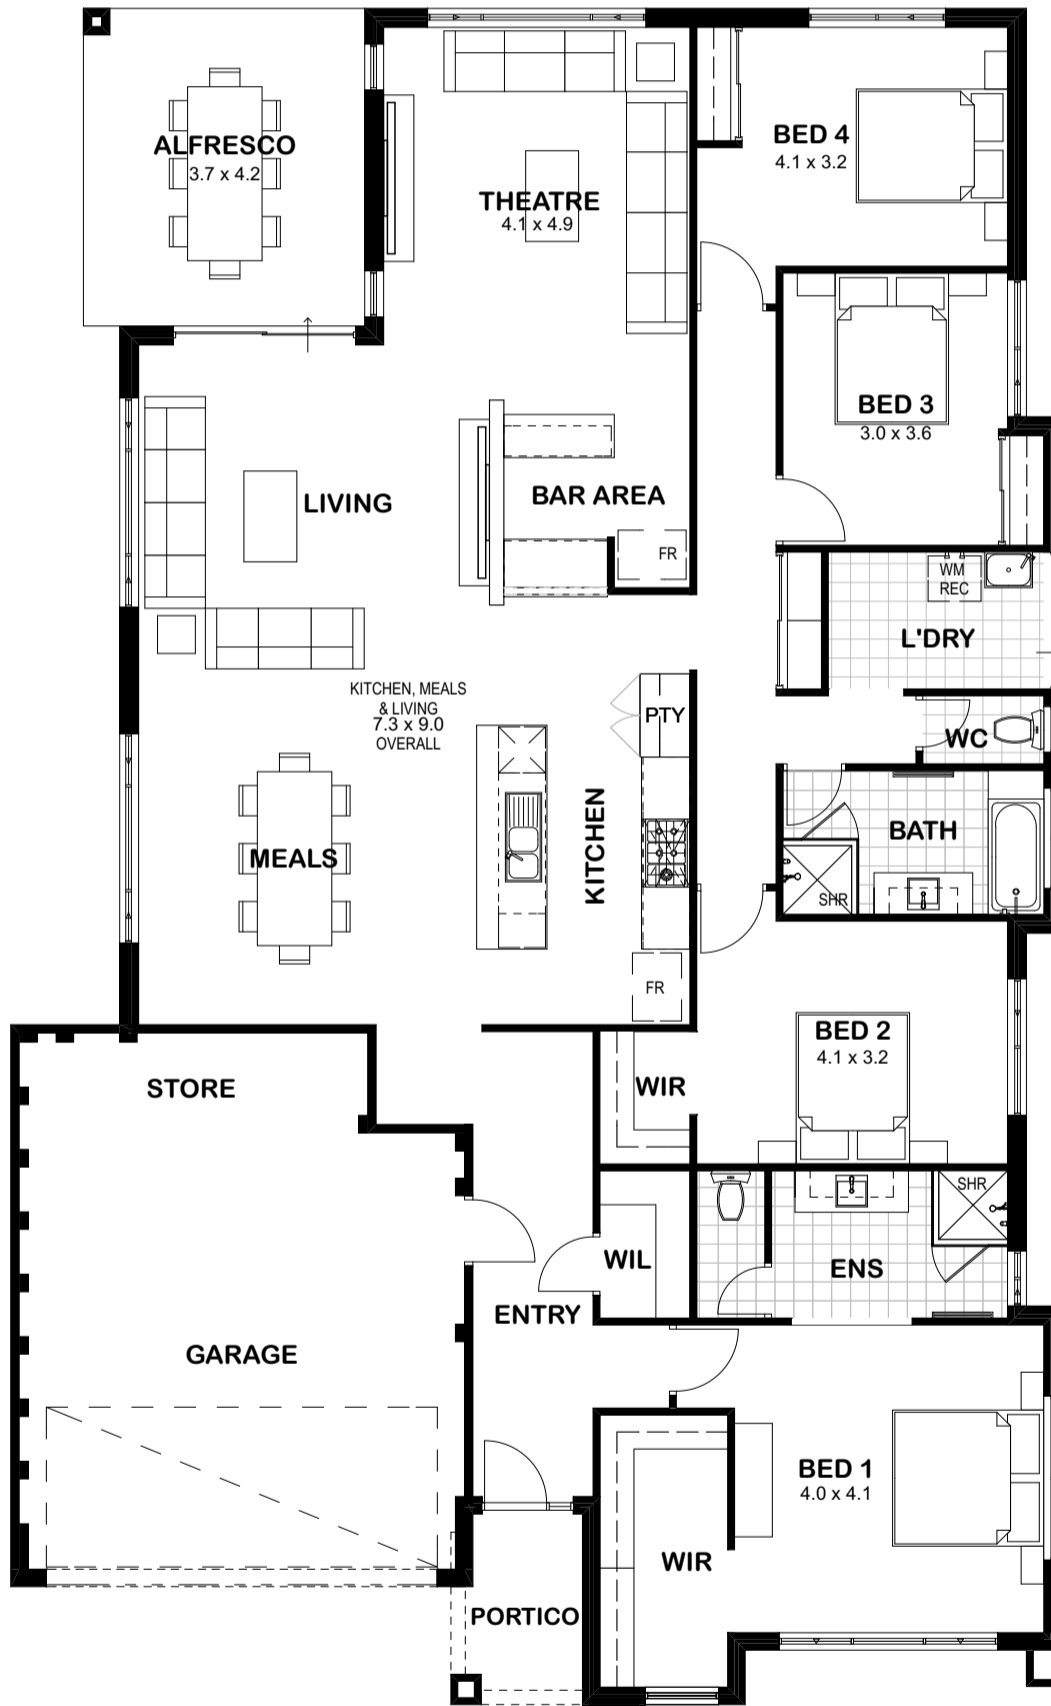 ALFRESCO
3.7 x 4.2
THEATRE
4.1 x 4.9
BED 4
4.1 x 3.2
BED 3
3.0 x 3.6
LIVING
BAR AREA
FR
WM
REC
L'DRY
KITCHEN, MEALS
& LIVING
7.3 x 9.0
OVERALL
PTY
WC
KITCHEN
MEALS
BATH
SHR
FR
BED 2
4.1 x 3.2
STORE
WIR
SHR
WIL
ENS
ENTRY
GARAGE
BED 1
4.0 x 4.1
WIR
PORTICO